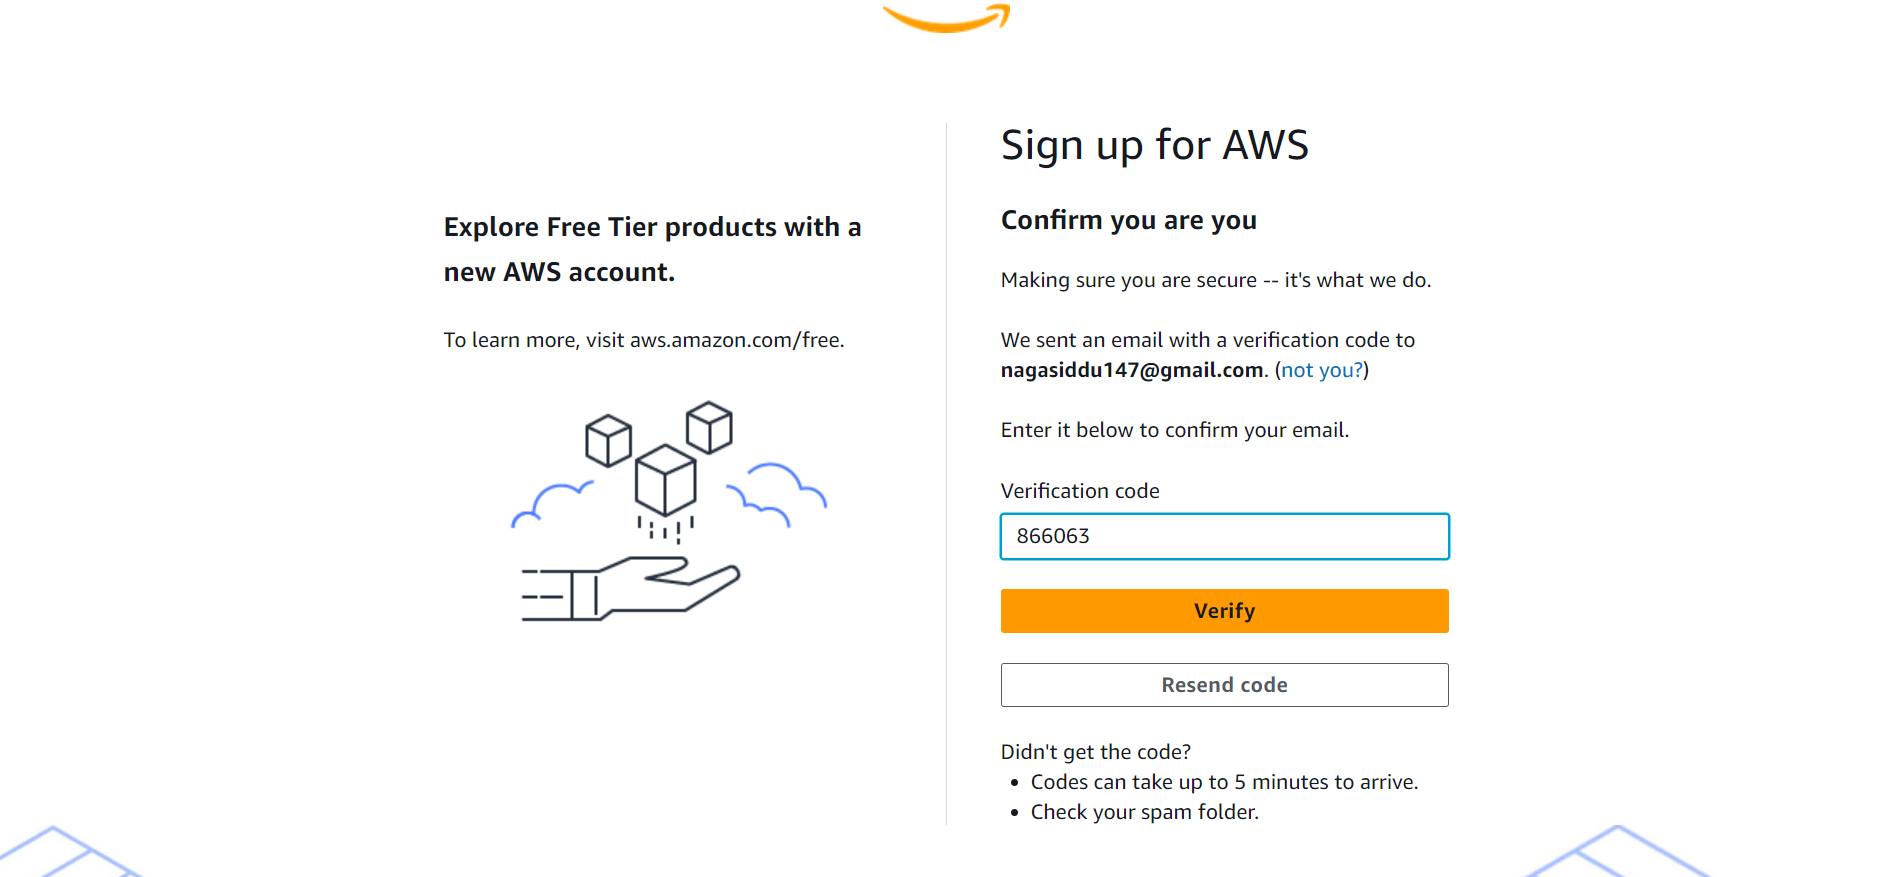 Explore Free Tier products with a
new AWS account.
To learn more, visit aws.amazon.com/free.
Sign up for AWS
Confirm you are you
Making sure you are secure -- it's what we do.
We sent an email with a verification code to
nagasiddu147@gmail.com. (not you?)
Enter it below to confirm your email.
Verification code
866063
Verify
Resend code
Didn't get the code?
• Codes can take up to 5 minutes to arrive.
• Check your spam folder.